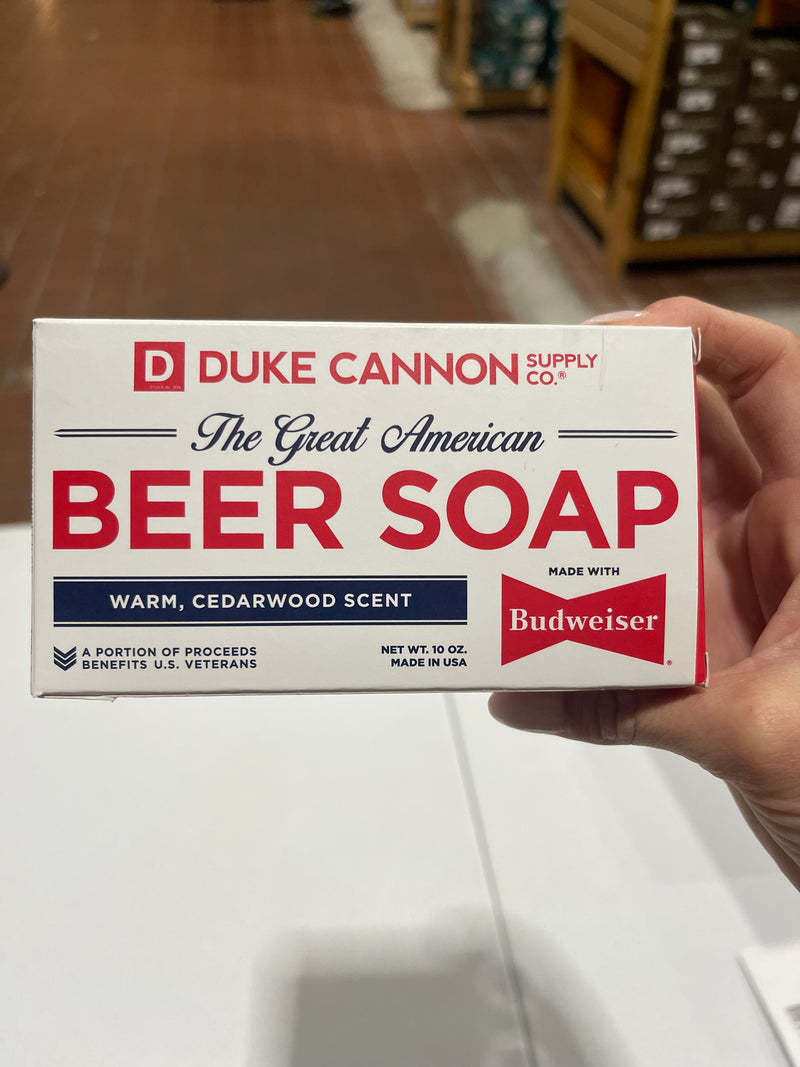 D DUKE CANNON SUPPLY CO.®
The Great American
BEER SOAP
WARM, CEDARWOOD SCENT
MADE WITH
Budweiser
®
A PORTION OF PROCEEDS
BENEFITS U.S. VETERANS
NET WT. 10 OZ.
MADE IN USA